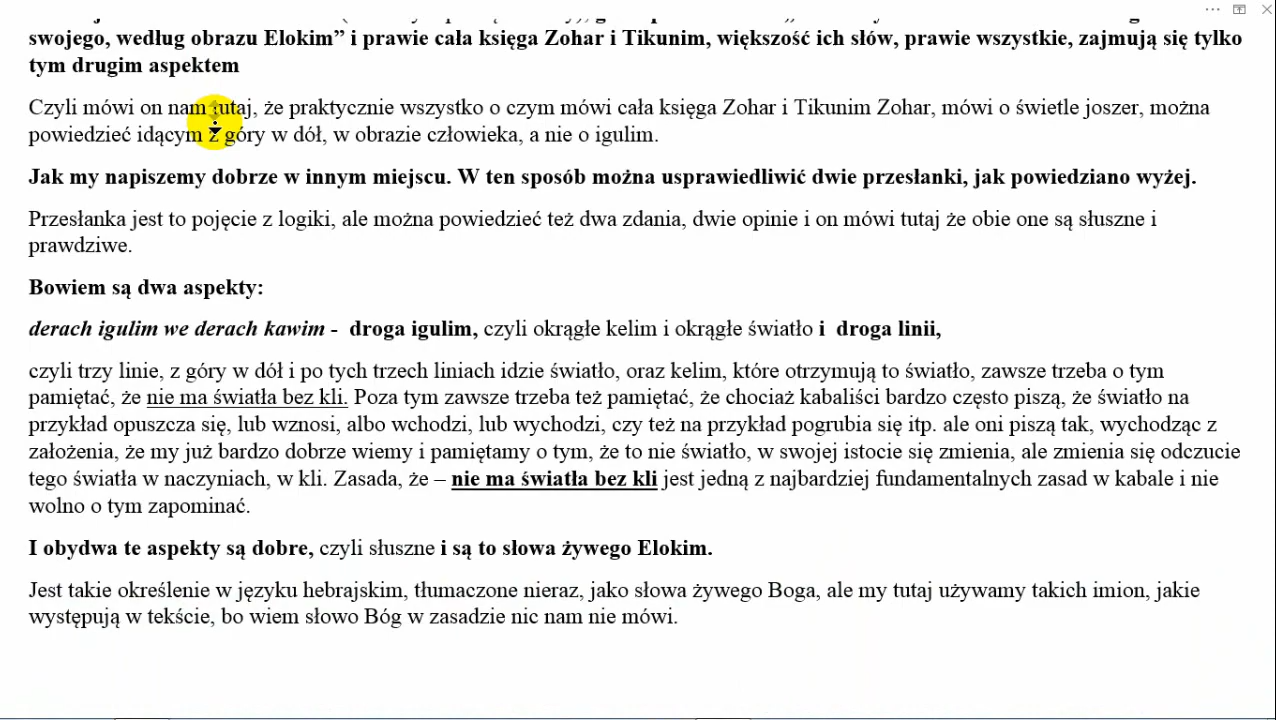 swojego, według obrazu Elokim” i prawie cała księga Zohar i Tikunim, większość ich słów, prawie wszystkie, zajmują się tylko
tym drugim aspektem
Czyli mówi on nam tutaj, że praktycznie wszystko o czym mówi cała księga Zohar i Tikunim Zohar, mówi o świetle joszer, można
powiedzieć idącym z góry w dół, w obrazie człowieka, a nie o igulim.
Jak my napiszemy dobrze w innym miejscu. W ten sposób można usprawiedliwić dwie przesłanki, jak powiedziano wyżej.
Przesłanka jest to pojęcie z logiki, ale można powiedzieć też dwa zdania, dwie opinie i on mówi tutaj że obie one są słuszne i
prawdziwe.
Bowiem są dwa aspekty:
derach igulim we derach kawim - droga igulim, czyli okrągłe kelim i okrągłe światło i droga linii,
czyli trzy linie, z góry w dół i po tych trzech liniach idzie światło, oraz kelim, które otrzymują to światło, zawsze trzeba o tym
pamiętać, że nie ma światła bez kli. Poza tym zawsze trzeba też pamiętać, że chociaż kabaliści bardzo często piszą, że światło na
przykład opuszcza się, lub wznosi, albo wchodzi, lub wychodzi, czy też na przykład pogrubia się itp. ale oni piszą tak, wychodząc z
założenia, że my już bardzo dobrze wiemy i pamiętamy o tym, że to nie światło, w swojej istocie się zmienia, ale zmienia się odczucie
tego światła w naczyniach, w kli. Zasada, że – nie ma światła bez kli jest jedną z najbardziej fundamentalnych zasad w kabale i nie
wolno o tym zapominać.
I obydwa te aspekty są dobre, czyli słuszne i są to słowa żywego Elokim.
Jest takie określenie w języku hebrajskim, tłumaczone nieraz, jako słowa żywego Boga, ale my tutaj używamy takich imion, jakie
występują w tekście, bo wiem słowo Bóg w zasadzie nic nam nie mówi.